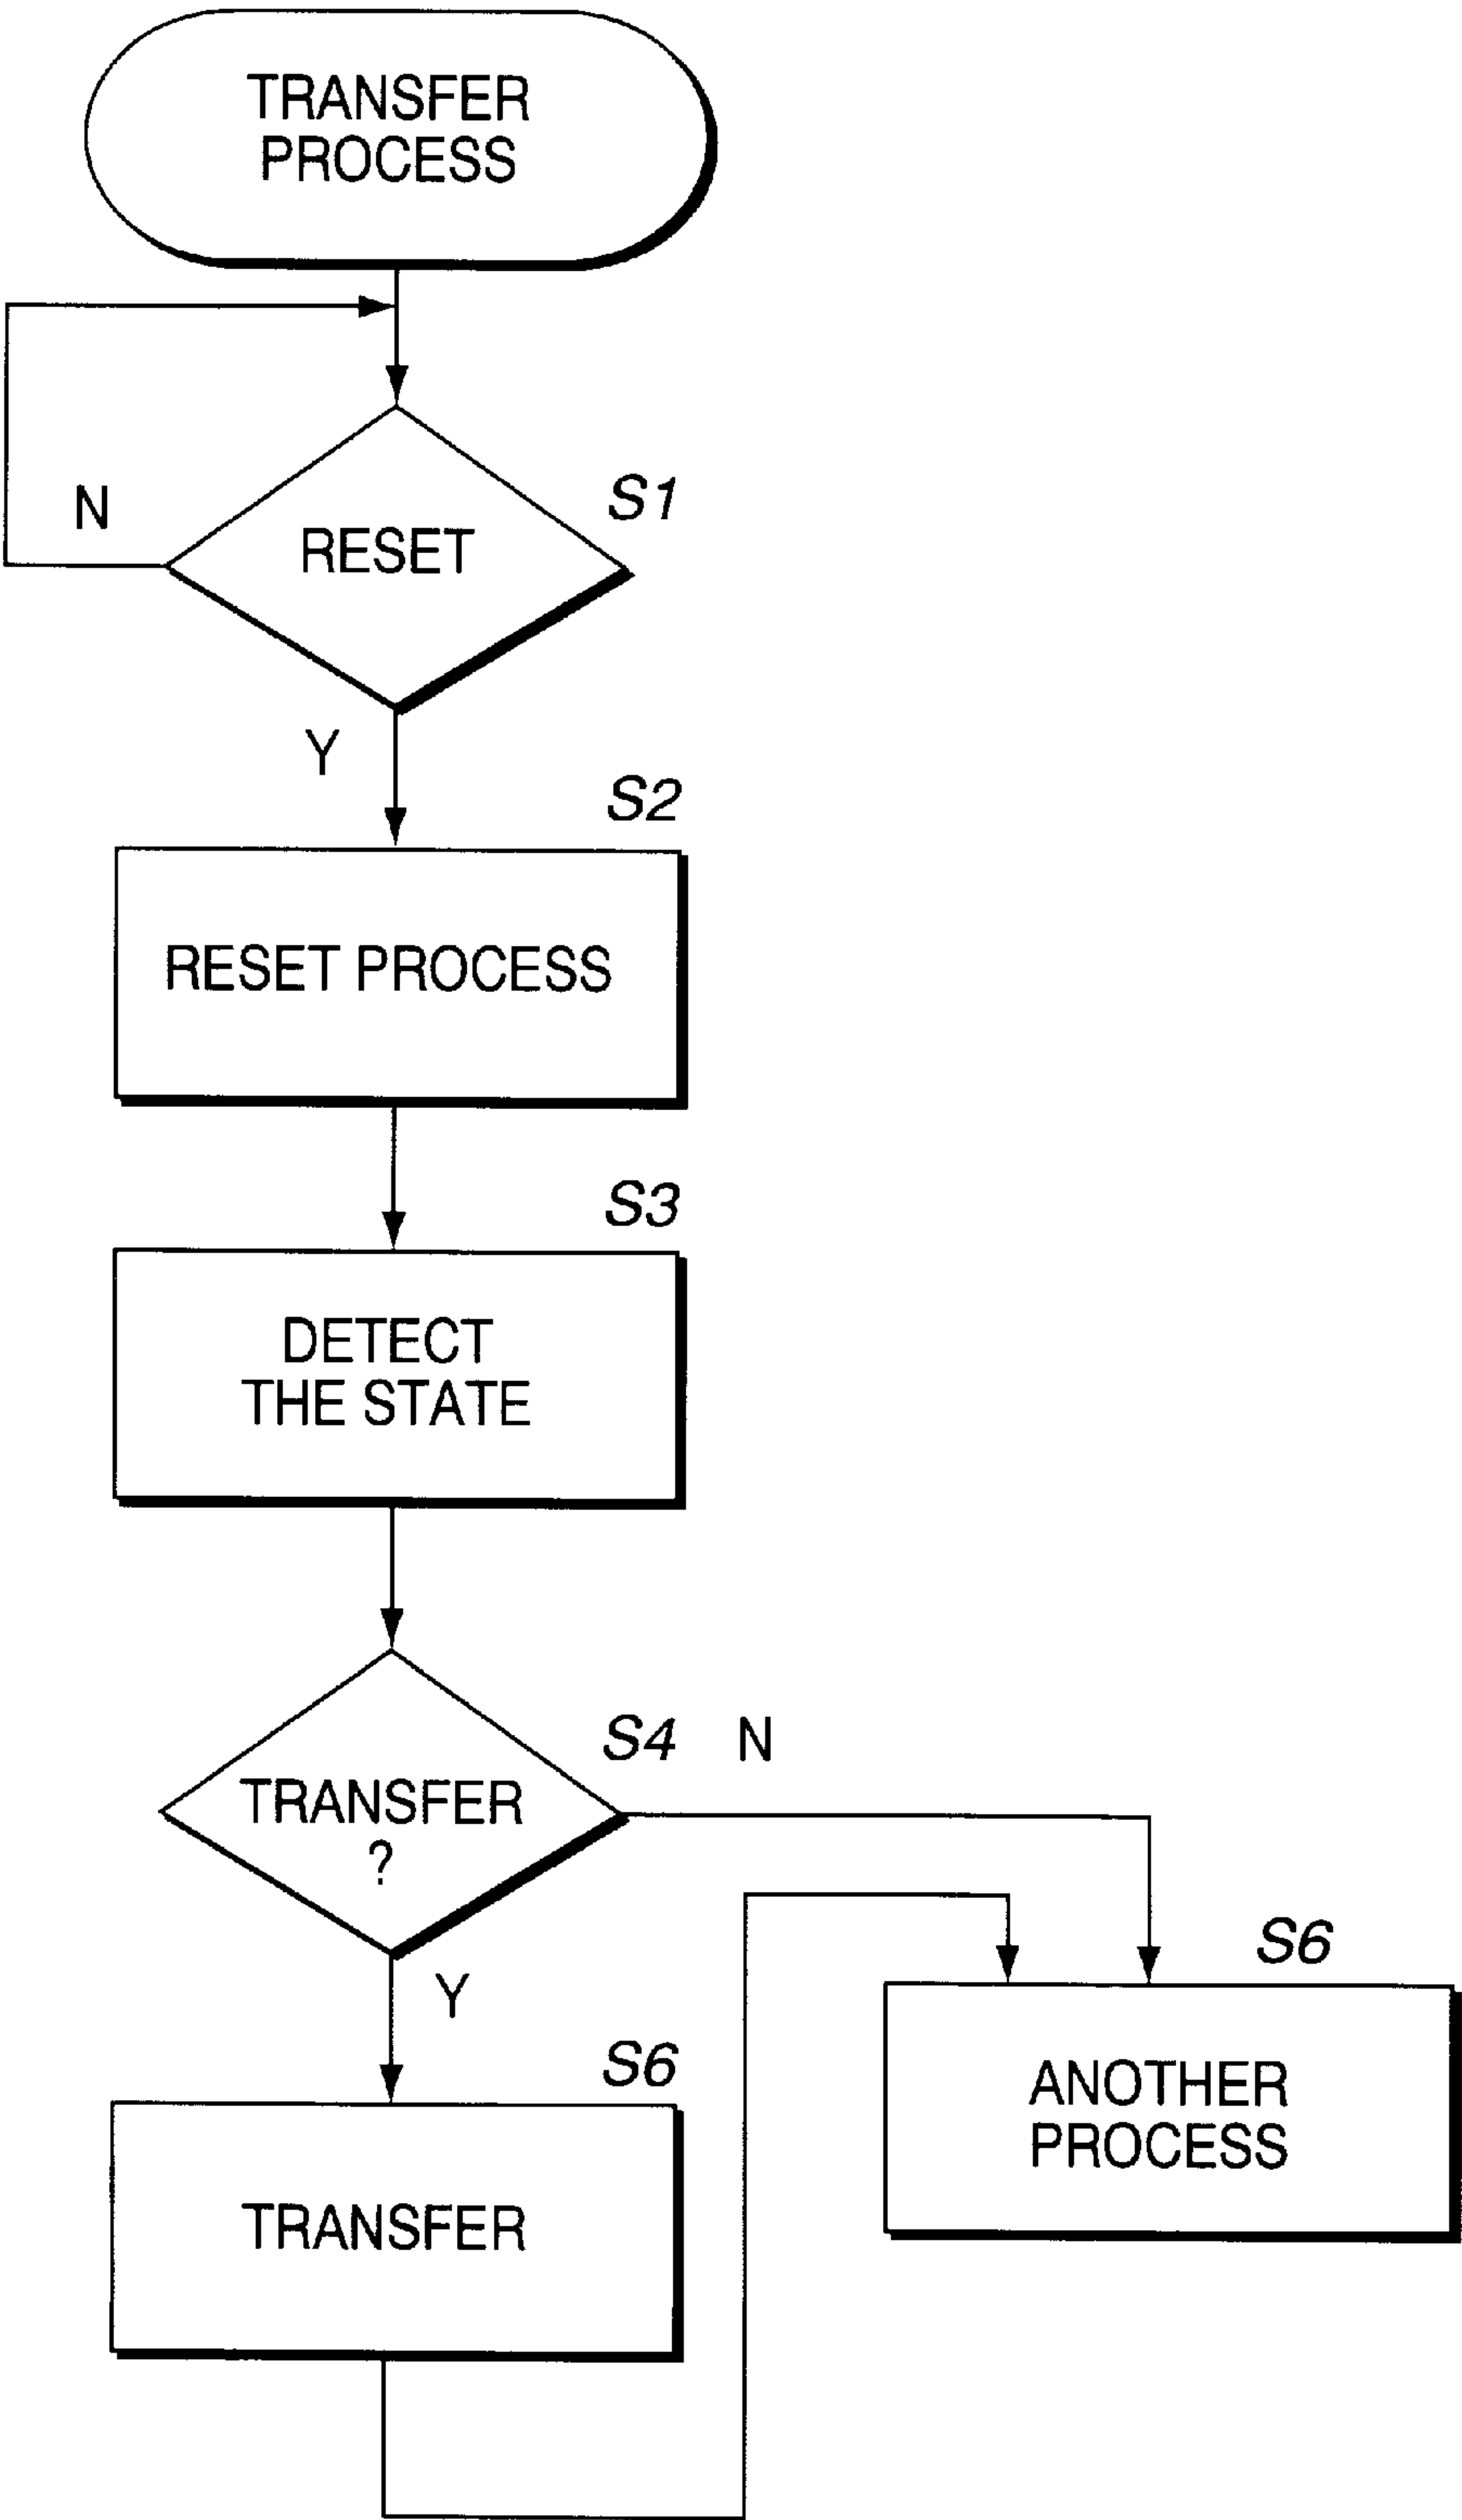 TRANSFER
PROCESS
S1
N
RESET
Y
S2
RESET PROCESS
S3
DETECT
THE STATE
S4
N
TRANSFER
?
Y
S6
TRANSFER
S6
ANOTHER
PROCESS